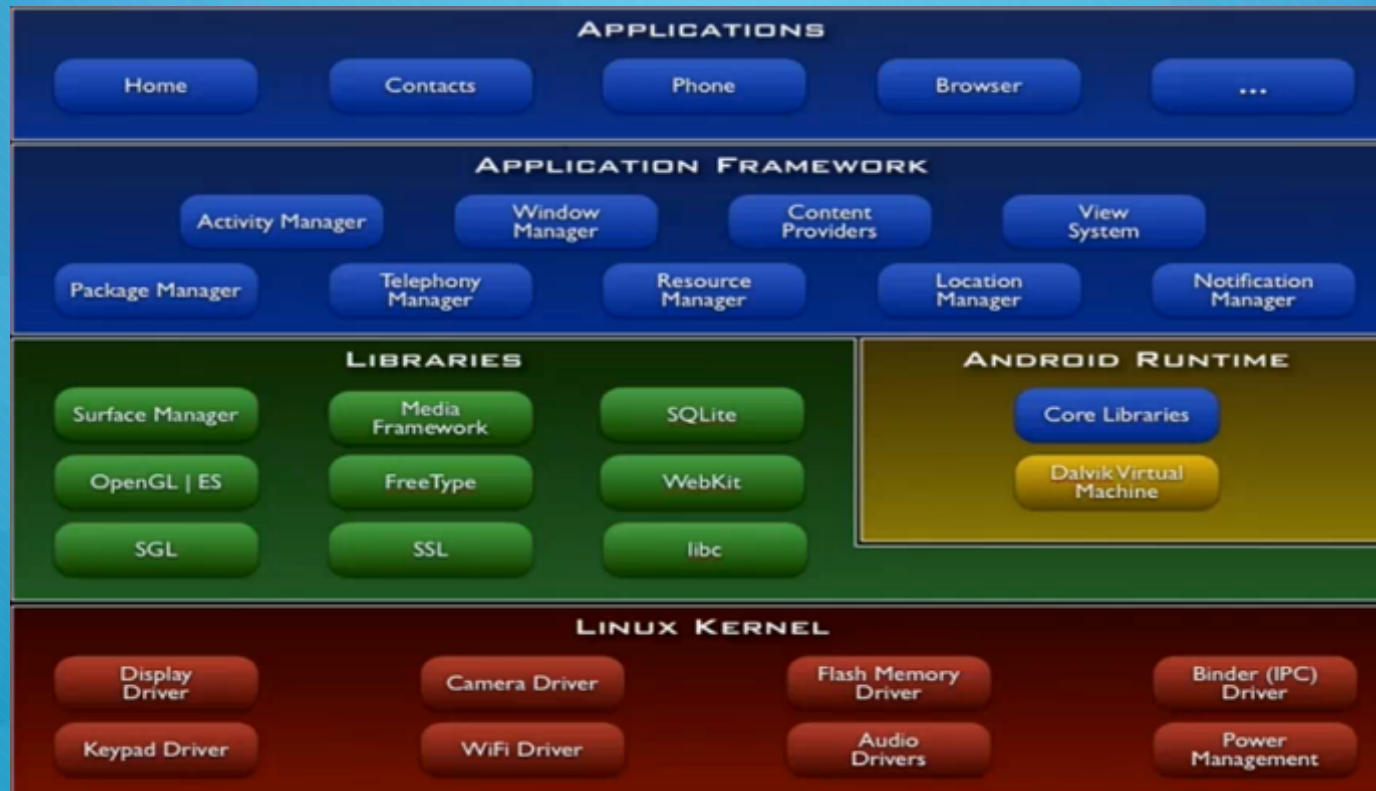 APPLICATIONS
Home
Contacts
Phone
Browser
...
APPLICATION FRAMEWORK
Activity Manager
Window
Manager
Content
Providers
View
System
Package Manager
Telephony
Manager
Resource
Manager
Location
Manager
Notification
Manager
LIBRARIES
Surface Manager
Media
Framework
SQLite
OpenGL | ES
FreeType
WebKit
SGL
SSL
libc
ANDROID RUNTIME
Core Libraries
Dalvik Virtual
Machine
LINUX KERNEL
Display
Driver
Camera Driver
Flash Memory
Driver
Binder (IPC)
Driver
Keypad Driver
WiFi Driver
Audio
Drivers
Power
Management